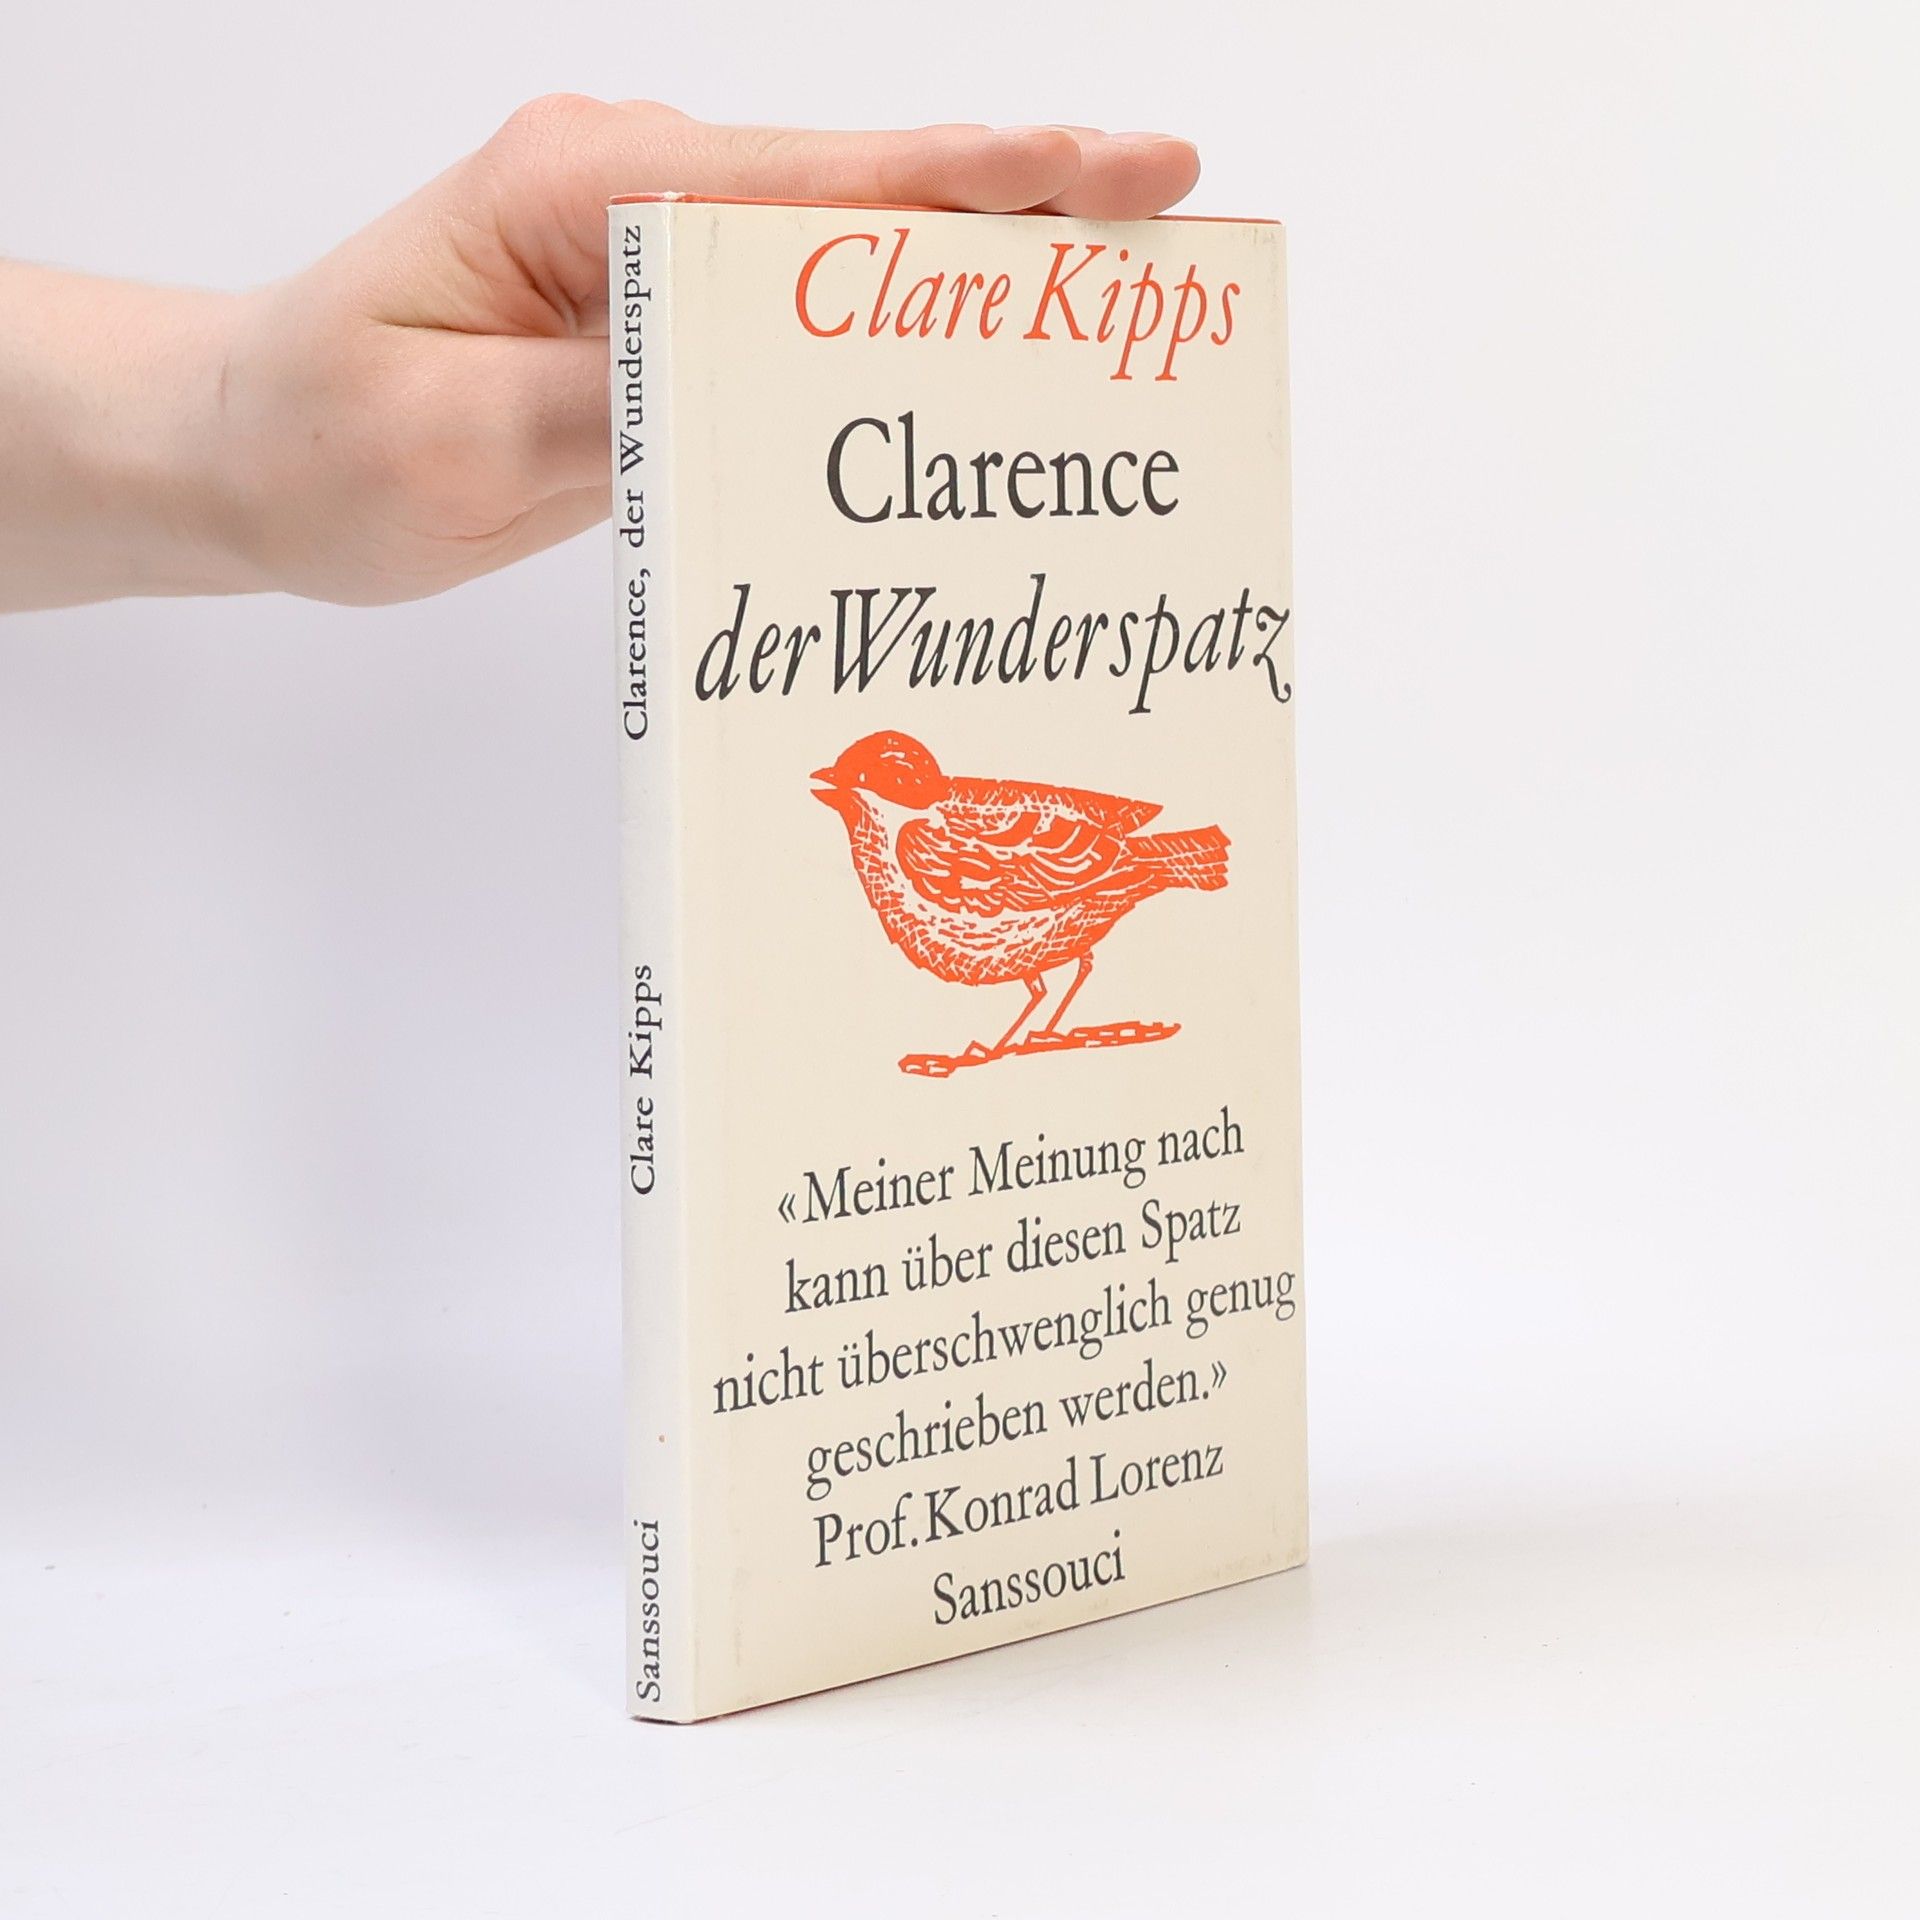 Clarence, der Wunderspatz
Clare Kipps
Sanssouci
Clare Kipps
Clarence
der Wunderspatz
«Meiner Meinung nach
kann über diesen Spatz
nicht überschwenglich genug
geschrieben werden.»
Prof. Konrad Lorenz
Sanssouci